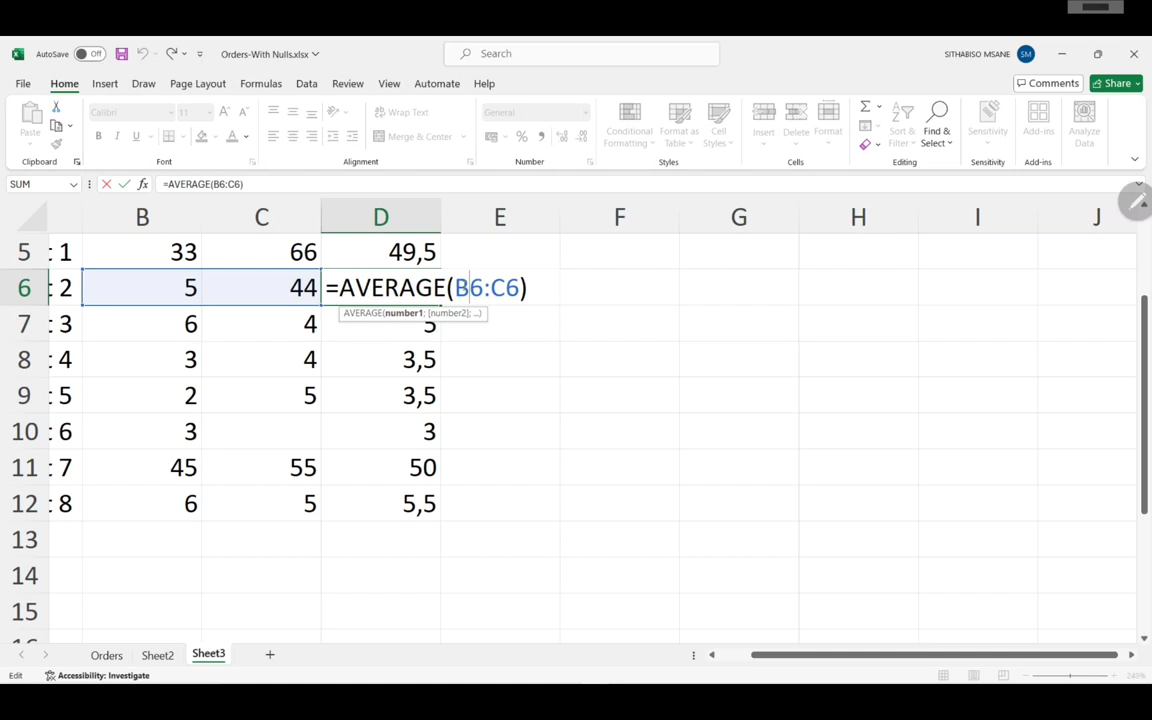 AutoSave Off Orders-With Nulls.xlsx Search SITHABISO MSANE SM
File Home Insert Draw Page Layout Formulas Data Review View Automate Help Comments Share
Paste Calibri 11 Wrap Text General Conditional Formatting Format as Table Cell Styles Insert Delete Format Sort & Filter Find & Select Sensitivity Add-ins Analyze Data
B I U A Merge & Center % ,
Clipboard Font Alignment Number Styles Cells Editing Sensitivity Add-ins
SUM fx =AVERAGE(B6:C6)
B C D E F G H I J
5 : 1 33 66 49,5
6 : 2 5 44 =AVERAGE(B6:C6)
AVERAGE(number1; [number2]; ...)
7 : 3 6 4 5
8 : 4 3 4 3,5
9 : 5 2 5 3,5
10 : 6 3 3
11 : 7 45 55 50
12 : 8 6 5 5,5
13
14
15
Orders Sheet2 Sheet3
Edit Accessibility: Investigate 249%